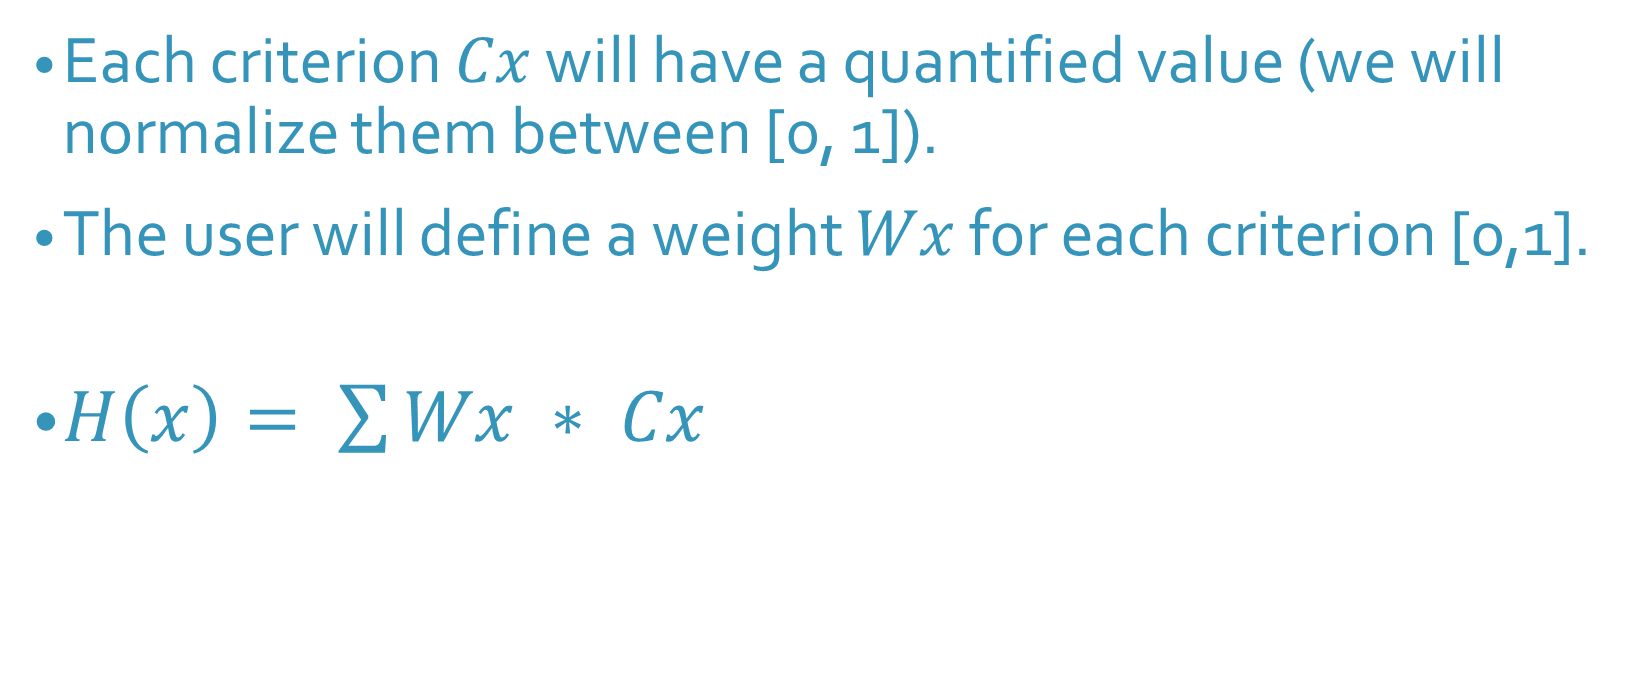 • Each criterion Cx will have a quantified value (we will
normalize them between [0, 1]).
• The user will define a weight Wx for each criterion [0,1].
• H(x) = ∑ Wx * Cx